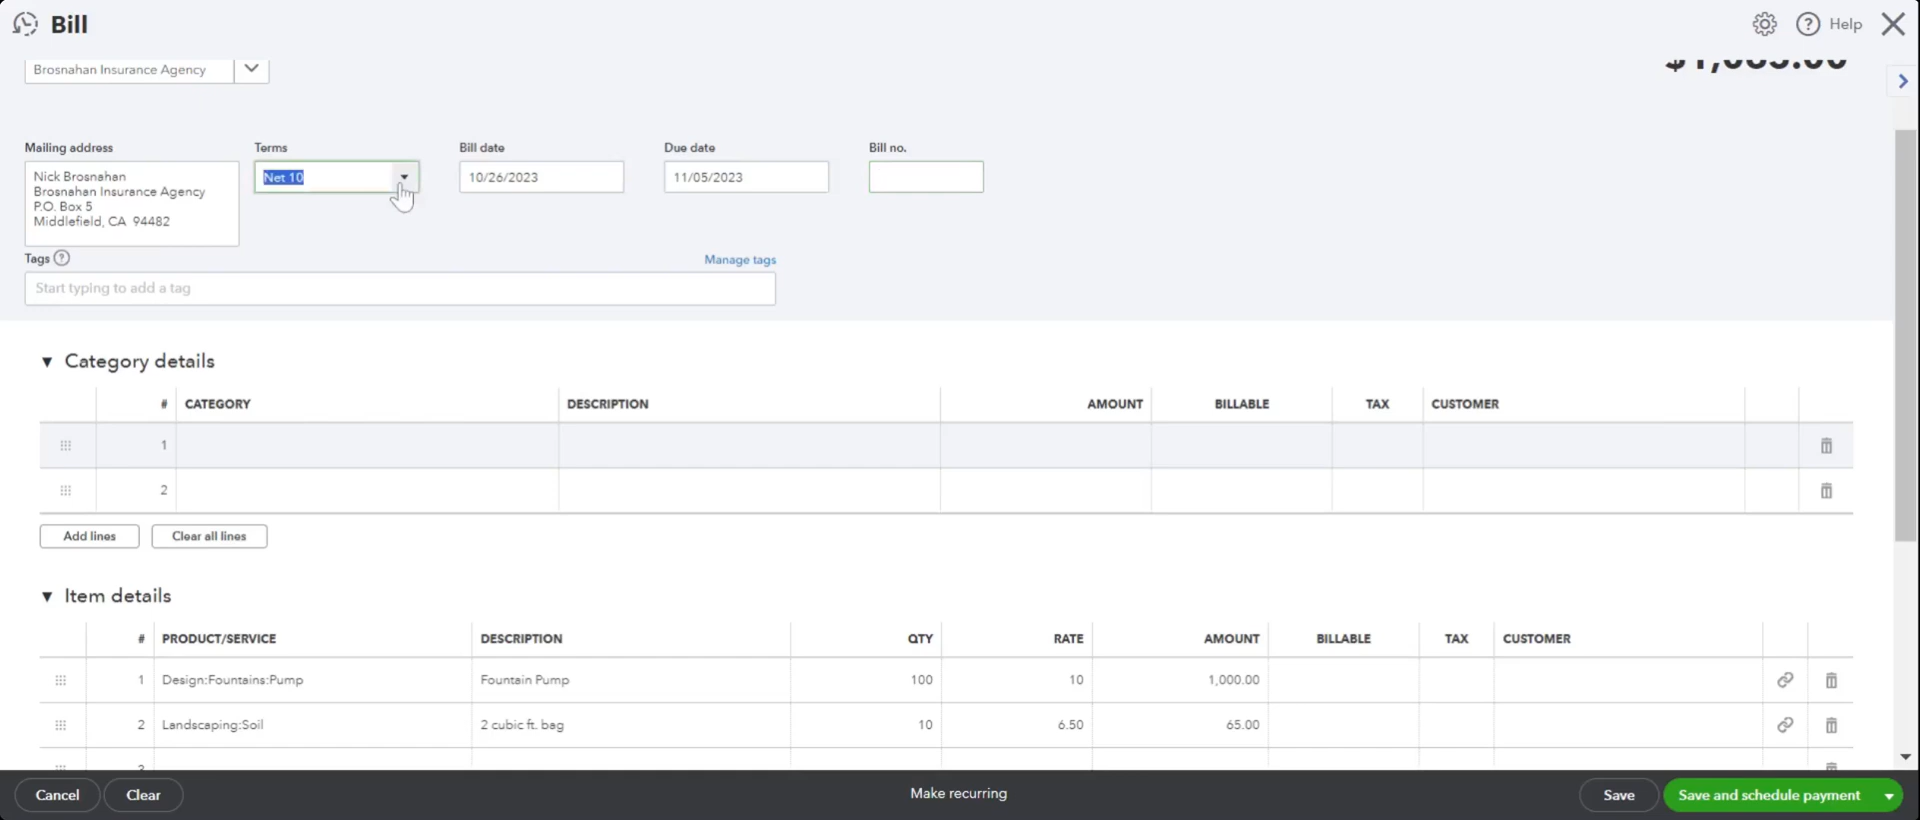 Bill
Help
Brosnahan Insurance Agency
Mailing address
Terms
Bill date
Due date
Bill no.
Nick Brosnahan
Brosnahan Insurance Agency
P.O. Box 5
Middlefield, CA 94482
Net 10
10/26/2023
11/05/2023
Tags
Manage tags
Start typing to add a tag
Category details
# CATEGORY DESCRIPTION AMOUNT BILLABLE TAX CUSTOMER
1
2
Add lines Clear all lines
Item details
# PRODUCT/SERVICE DESCRIPTION QTY RATE AMOUNT BILLABLE TAX CUSTOMER
1 Design:Fountains:Pump Fountain Pump 100 10 1,000.00
2 Landscaping:Soil 2 cubic ft. bag 10 6.50 65.00
Cancel Clear Make recurring Save Save and schedule payment